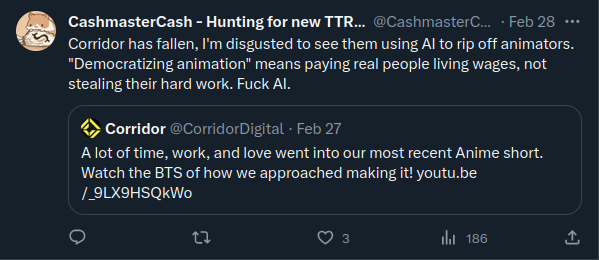 CashmasterCash - Hunting for new TTR... @CashmasterC... · Feb 28 ···
Corridor has fallen, I'm disgusted to see them using AI to rip off animators.
"Democratizing animation" means paying real people living wages, not
stealing their hard work. Fuck AI.
Corridor @CorridorDigital · Feb 27
A lot of time, work, and love went into our most recent Anime short.
Watch the BTS of how we approached making it! youtu.be
/_9LX9HSQkWo
3 186